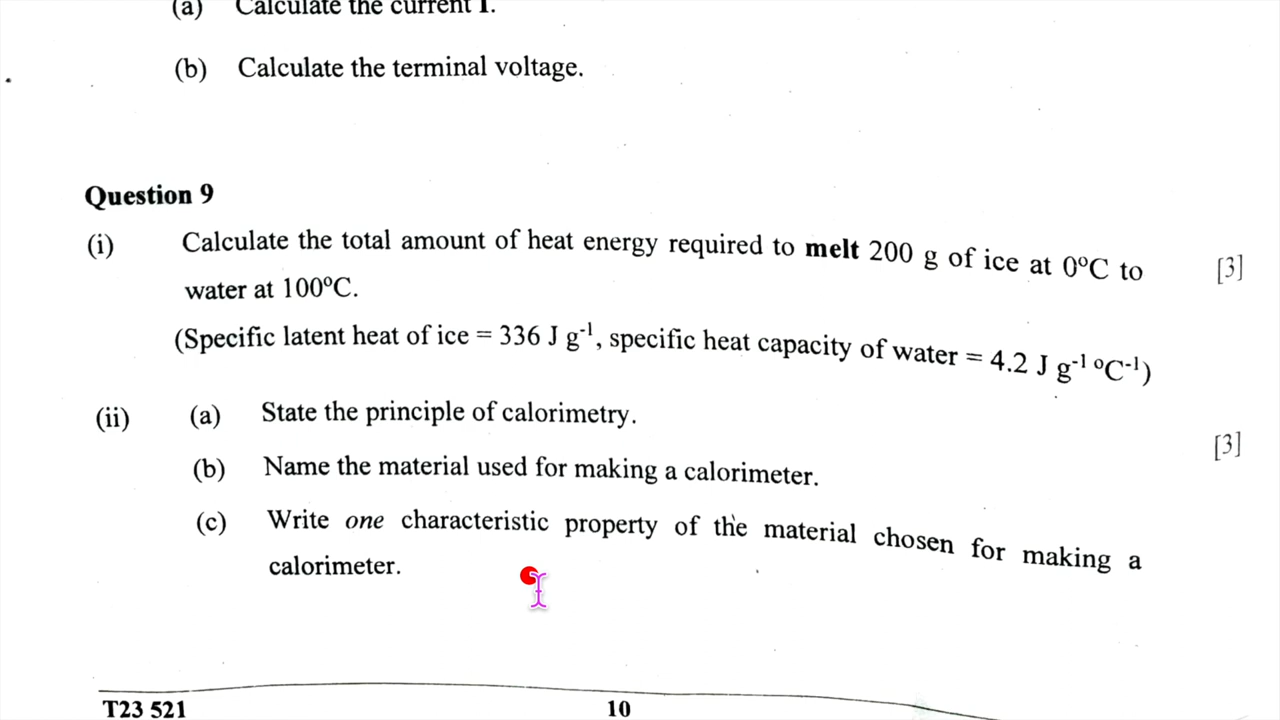 (a) Calculate the current I.
(b) Calculate the terminal voltage.
Question 9
(i) Calculate the total amount of heat energy required to melt 200 g of ice at 0°C to [3]
water at 100°C.
(Specific latent heat of ice = 336 J g⁻¹, specific heat capacity of water = 4.2 J g⁻¹ °C⁻¹)
(ii) (a) State the principle of calorimetry. [3]
(b) Name the material used for making a calorimeter.
(c) Write one characteristic property of the material chosen for making a
calorimeter.
T23 521 10